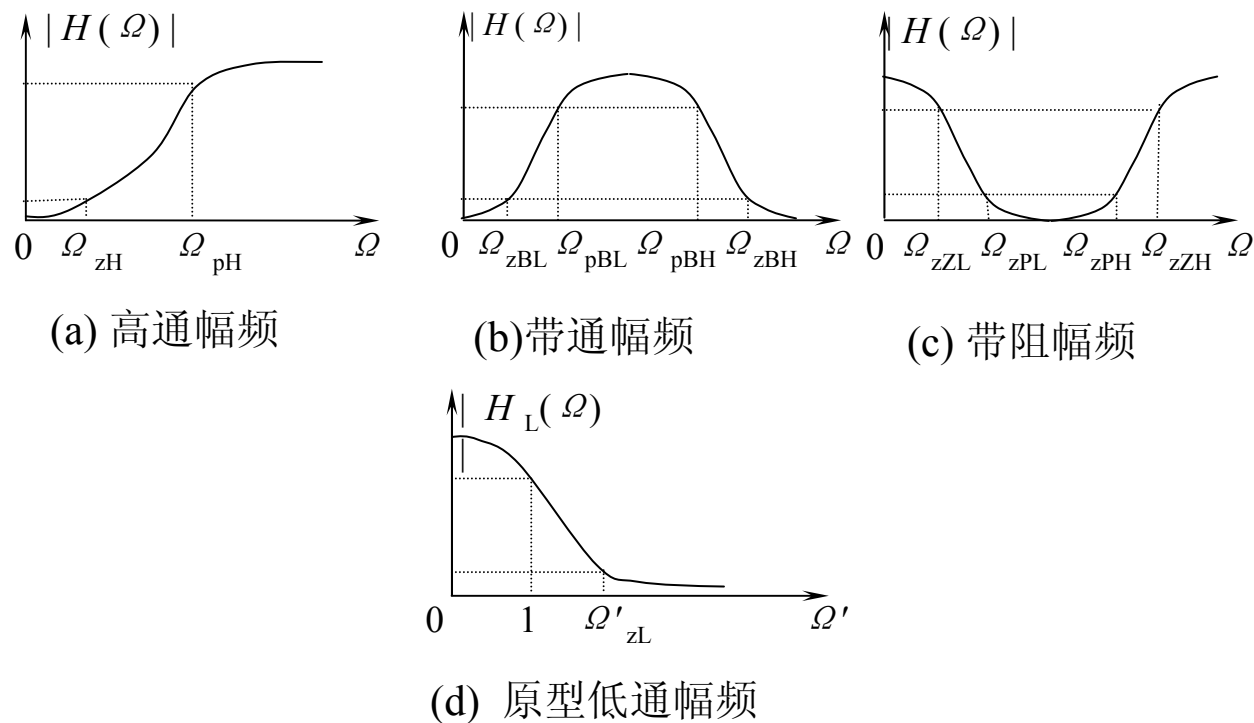 | H ( Ω ) |
0 Ω zH Ω pH Ω
(a) 高通幅频
| H ( Ω ) |
0 Ω zBL Ω pBL Ω pBH Ω zBH Ω
(b)带通幅频
| H ( Ω ) |
0 Ω zZL Ω zPL Ω zPH Ω zZH Ω
(c) 带阻幅频
| H L ( Ω )
|
0 1 Ω′ zL Ω′
(d) 原型低通幅频